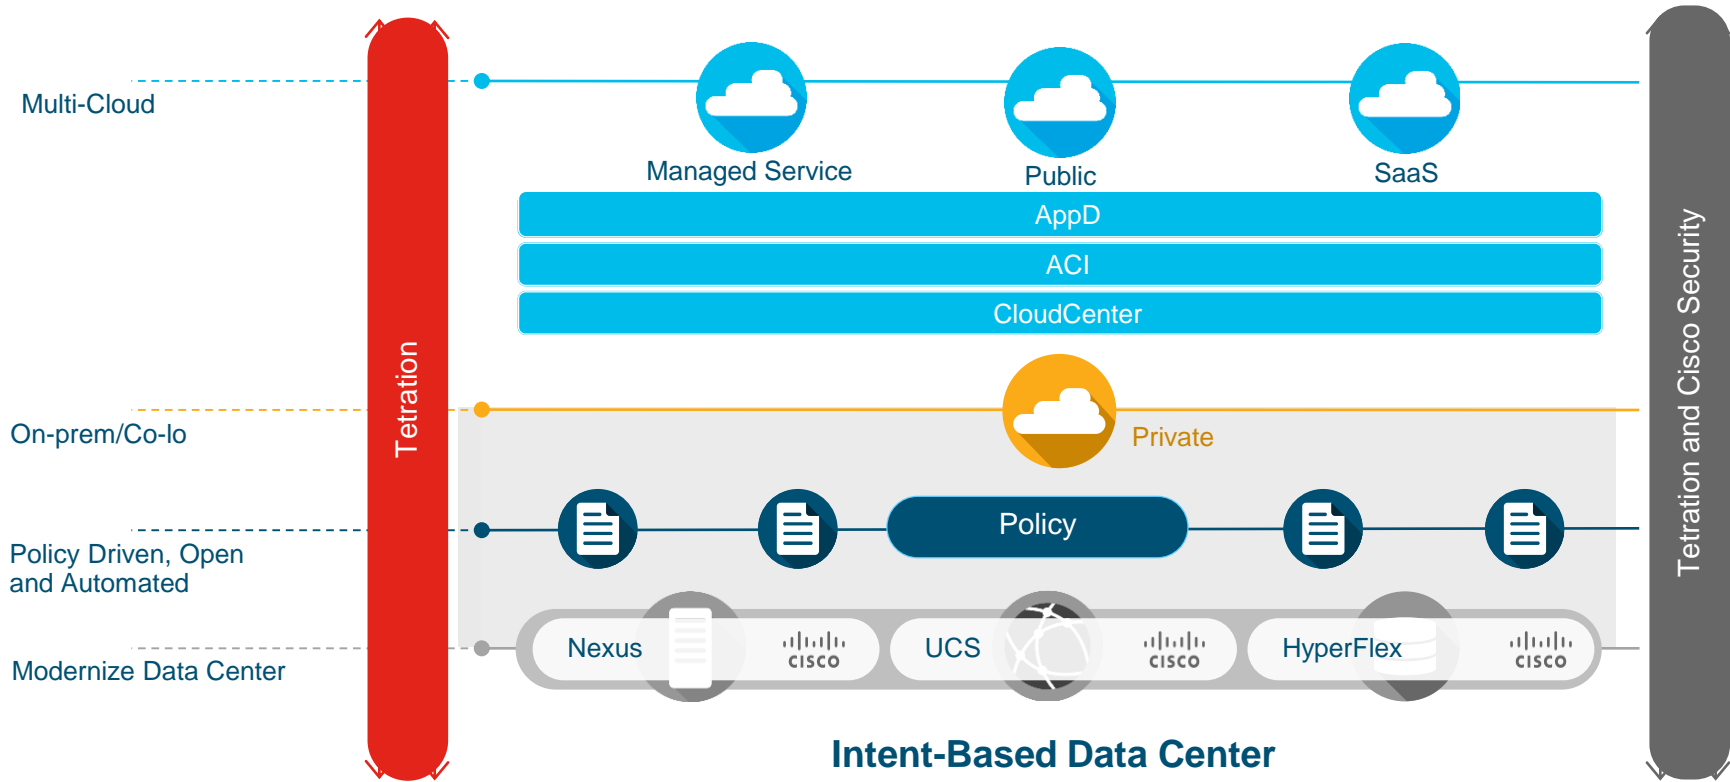 Multi-Cloud
Managed Service
Public
SaaS
AppD
ACI
CloudCenter
Tetration
Tetration and Cisco Security
On-prem/Co-lo
Private
Policy
Policy Driven, Open
and Automated
Nexus
CISCO
UCS
CISCO
HyperFlex
CISCO
Modernize Data Center
Intent-Based Data Center